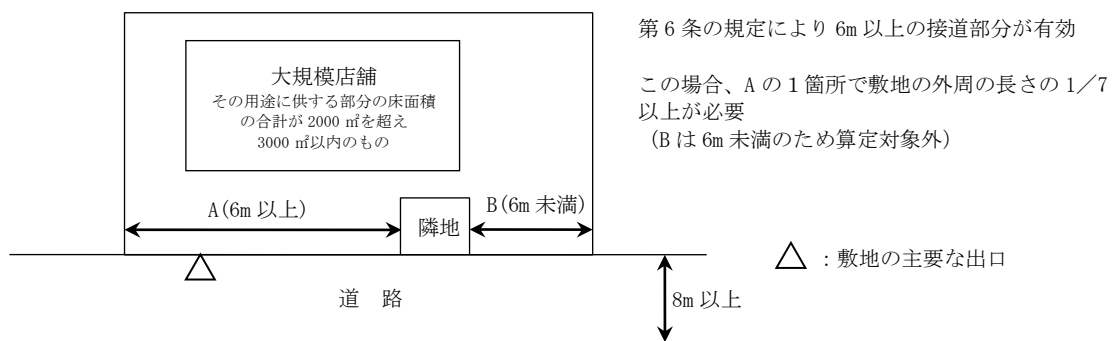 第６条の規定により 6m 以上の接道部分が有効
この場合、A の１箇所で敷地の外周の長さの 1／7
以上が必要
（B は 6m 未満のため算定対象外）
大規模店舗
その用途に供する部分の床面積
の合計が 2000 ㎡を超え
3000 ㎡以内のもの
A(6m 以上)
隣地
B(6m 未満)
△ ：敷地の主要な出口
道　路
8m 以上